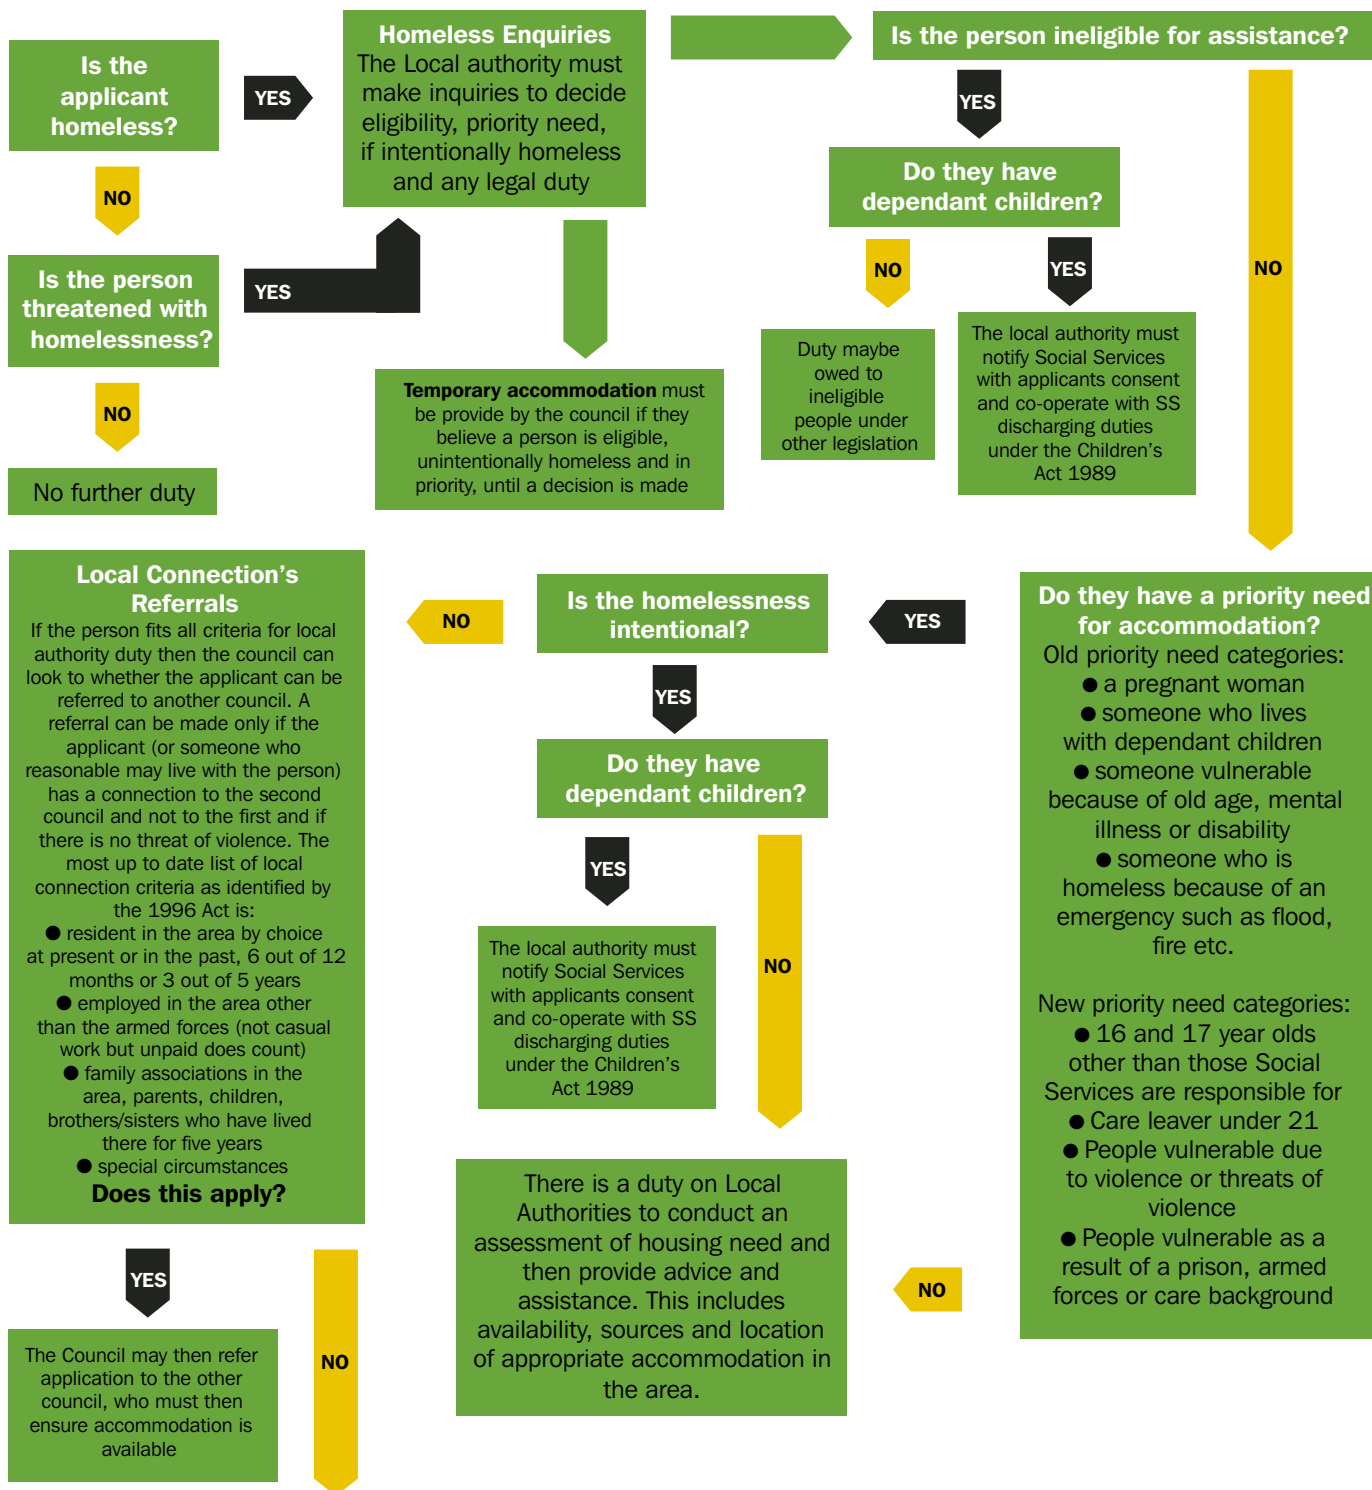 Is the
applicant
homeless?
YES
Homeless Enquiries
The Local authority must
make inquiries to decide
eligibility, priority need,
if intentionally homeless
and any legal duty
Is the person ineligible for assistance?
NO
YES
Do they have
dependant children?
NO
YES
NO
Is the person
threatened with
homelessness?
YES
Duty maybe
owed to
ineligible
people under
other legislation
The local authority must
notify Social Services
with applicants consent
and co-operate with SS
discharging duties
under the Children's
Act 1989
NO
Temporary accommodation must
be provide by the council if they
believe a person is eligible,
unintentionally homeless and in
priority, until a decision is made
No further duty
Local Connection's
Referrals
If the person fits all criteria for local
authority duty then the council can
look to whether the applicant can be
referred to another council. A
referral can be made only if the
applicant (or someone who
reasonable may live with the person)
has a connection to the second
council and not to the first and if
there is no threat of violence. The
most up to date list of local
connection criteria as identified by
the 1996 Act is:
● resident in the area by choice
at present or in the past, 6 out of 12
months or 3 out of 5 years
● employed in the area other
than the armed forces (not casual
work but unpaid does count)
● family associations in the
area, parents, children,
brothers/sisters who have lived
there for five years
● special circumstances
Does this apply?
NO
Is the homelessness
intentional?
YES
Do they have a priority need
for accommodation?
Old priority need categories:
● a pregnant woman
● someone who lives
with dependant children
● someone vulnerable
because of old age, mental
illness or disability
● someone who is
homeless because of an
emergency such as flood,
fire etc.
New priority need categories:
● 16 and 17 year olds
other than those Social
Services are responsible for
● Care leaver under 21
● People vulnerable due
to violence or threats of
violence
● People vulnerable as a
result of a prison, armed
forces or care background
YES
Do they have
dependant children?
YES
NO
The local authority must
notify Social Services
with applicants consent
and co-operate with SS
discharging duties
under the Children's
Act 1989
There is a duty on Local
Authorities to conduct an
assessment of housing need and
then provide advice and
assistance. This includes
availability, sources and location
of appropriate accommodation in
the area.
NO
YES
NO
The Council may then refer
application to the other
council, who must then
ensure accommodation is
available